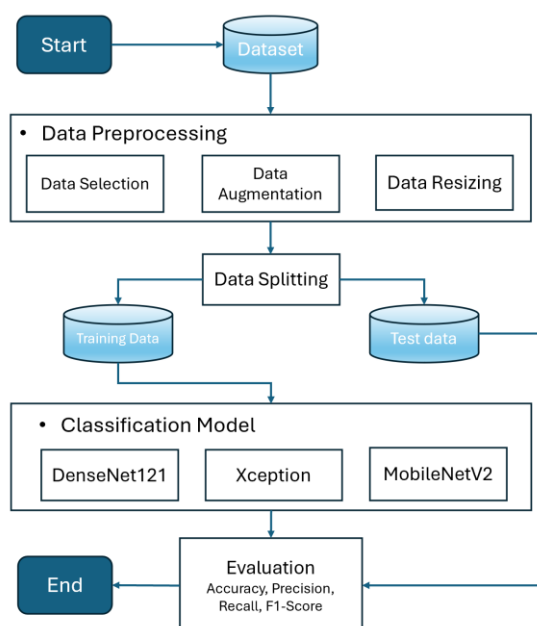 Start
Dataset
• Data Preprocessing
Data Selection
Data
Augmentation
Data Resizing
Data Splitting
Training Data
Test data
• Classification Model
DenseNet121
Xception
MobileNetV2
Evaluation
Accuracy, Precision,
Recall, F1-Score
End